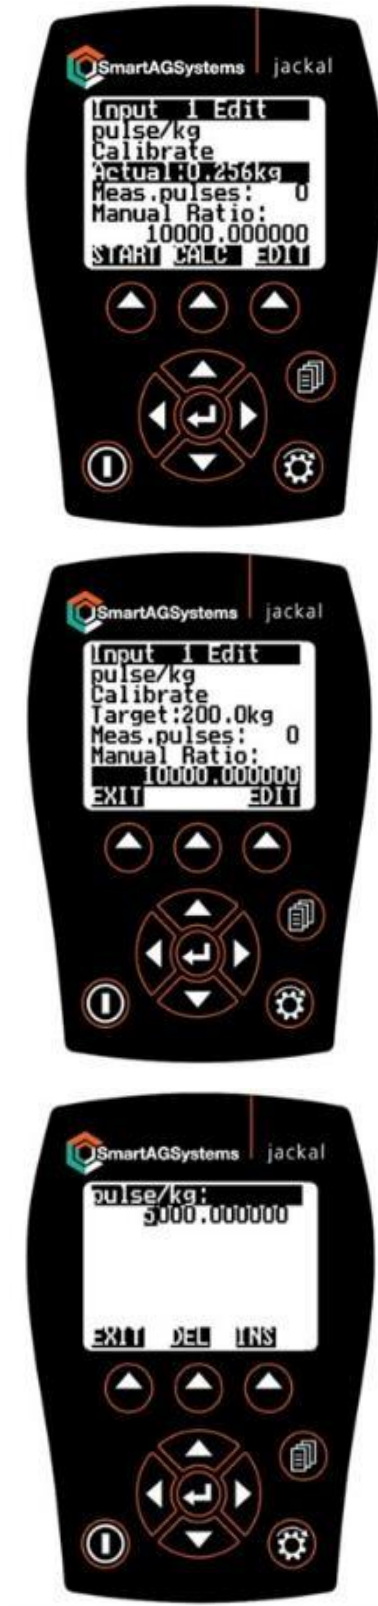 SmartAGSystems jackal
Input 1 Edit
pulse/kg
Calibrate
Actual:0.256kg
Meas.pulses: 0
Manual Ratio:
10000.000000
START CALC EDIT
SmartAGSystems jackal
Input 1 Edit
pulse/kg
Calibrate
Target:200.0kg
Meas.pulses: 0
Manual Ratio:
10000.000000
EXIT EDIT
SmartAGSystems jackal
pulse/kg:
5000.000000
EXIT DEL INS